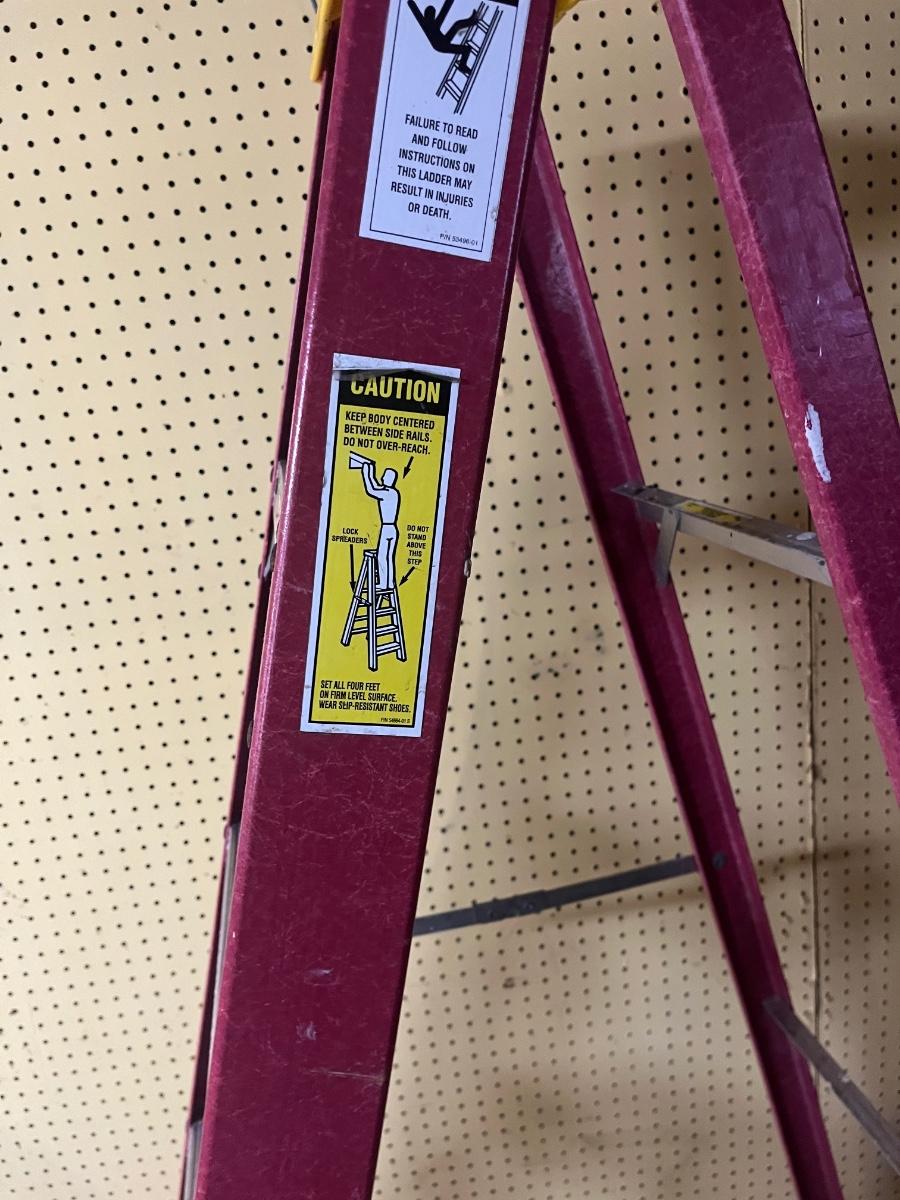 FAILURE TO READ
AND FOLLOW
INSTRUCTIONS ON
THIS LADDER MAY
RESULT IN INJURIES
OR DEATH.
P/N 53496-01
CAUTION
KEEP BODY CENTERED
BETWEEN SIDE RAILS.
DO NOT OVER-REACH.
LOCK
SPREADERS
DO NOT
STAND
ABOVE
THIS
STEP
SET ALL FOUR FEET
ON FIRM LEVEL SURFACE.
WEAR SLIP-RESISTANT SHOES.